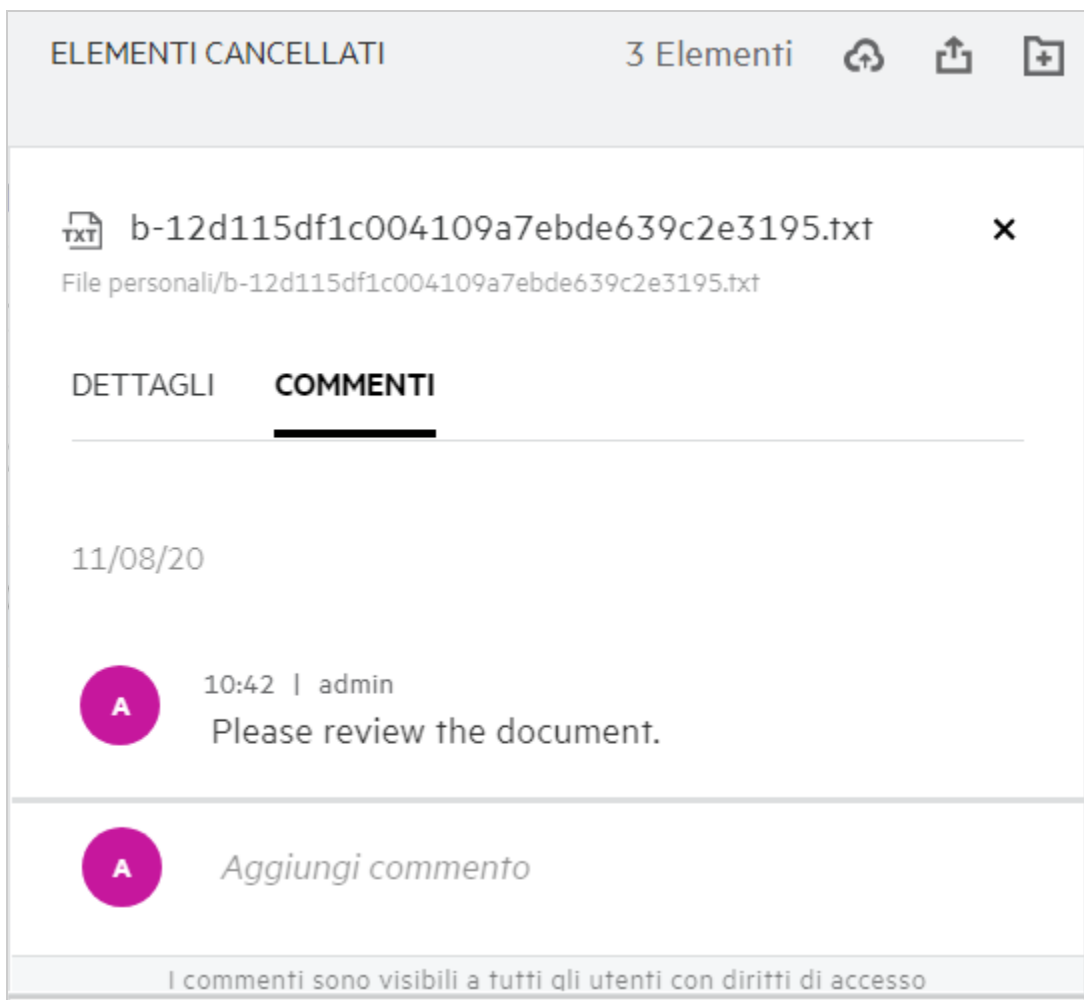 ELEMENTI CANCELLATI 3 Elementi
TXT b-12d115df1c004109a7ebde639c2e3195.txt
File personali/b-12d115df1c004109a7ebde639c2e3195.txt
DETTAGLI COMMENTI
11/08/20
10:42 | admin
A Please review the document.
A Aggiungi commento
I commenti sono visibili a tutti gli utenti con diritti di accesso